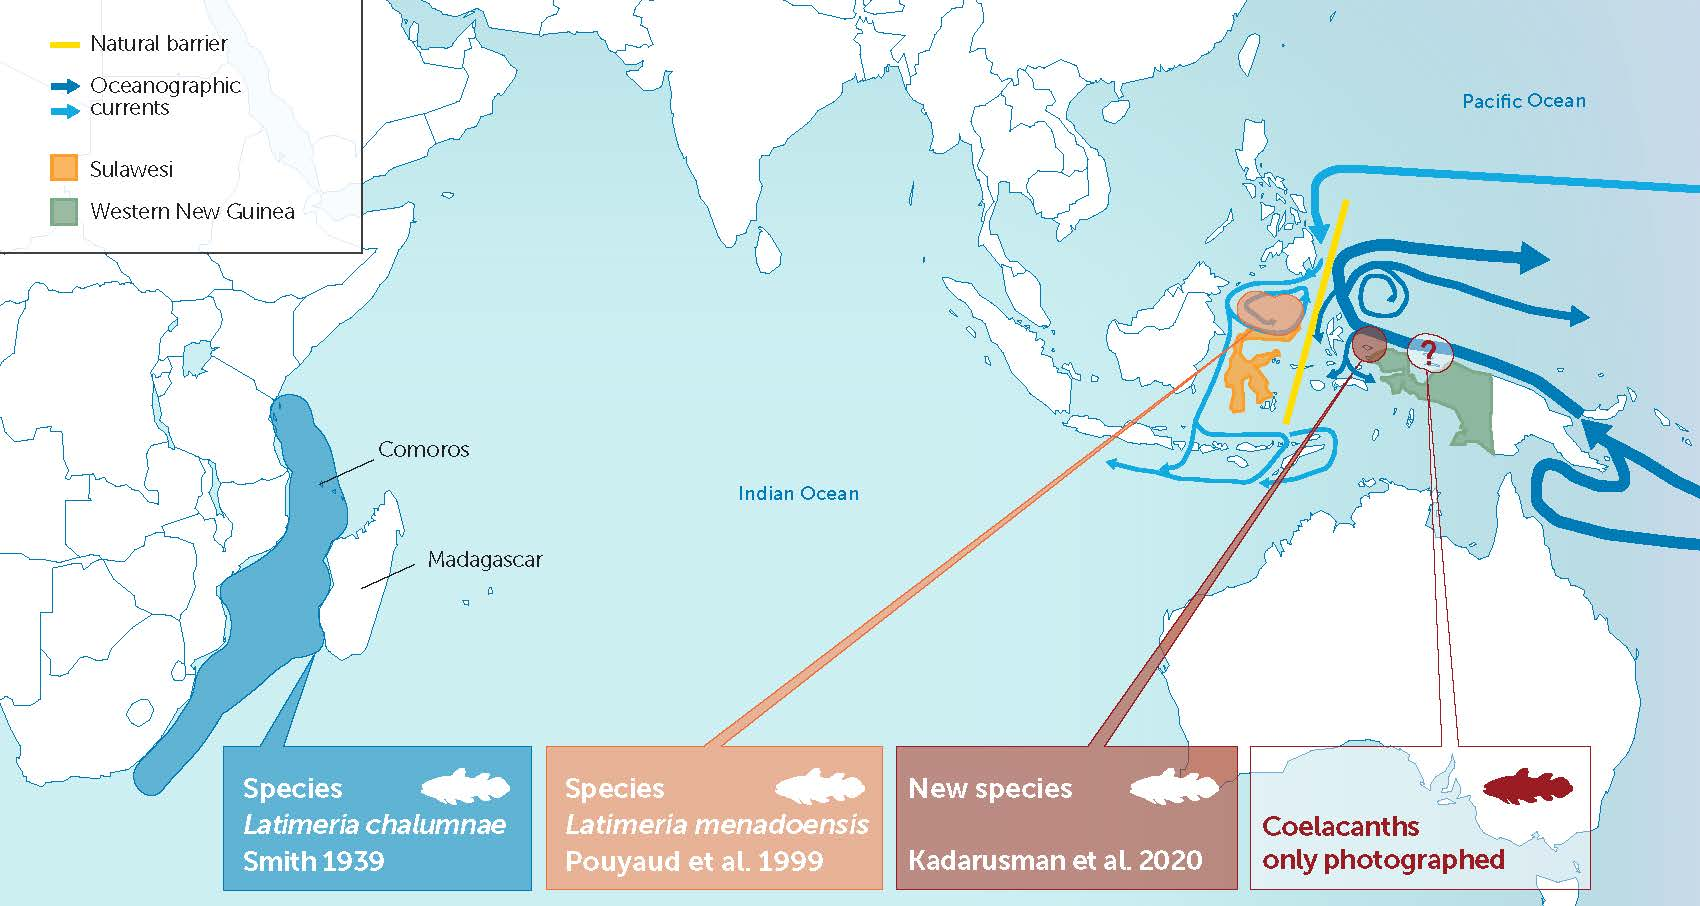 Natural barrier
Oceanographic
currents
Sulawesi
Western New Guinea
Pacific Ocean
Comoros
Indian Ocean
Madagascar
?
Species
Latimeria chalumnae
Smith 1939
Species
Latimeria menadoensis
Pouyaud et al. 1999
New species
Kadarusman et al. 2020
Coelacanths
only photographed